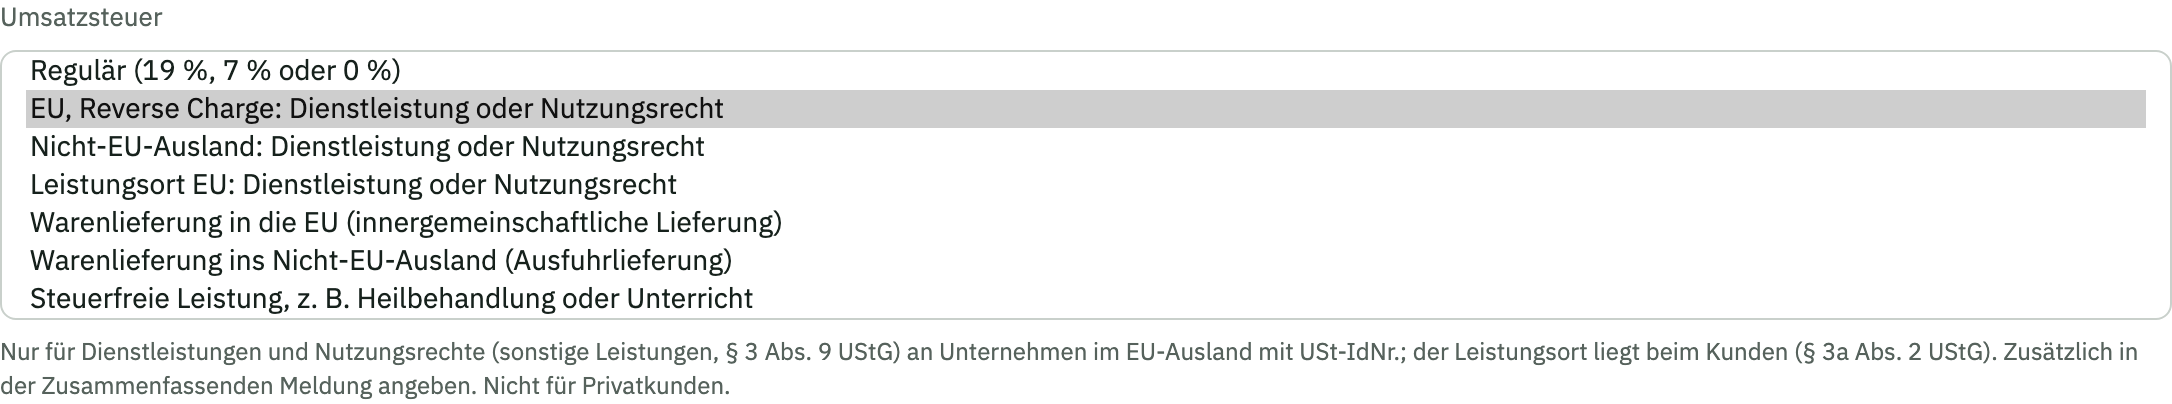 Umsatzsteuer
Regulär (19 %, 7 % oder 0 %)
EU, Reverse Charge: Dienstleistung oder Nutzungsrecht
Nicht-EU-Ausland: Dienstleistung oder Nutzungsrecht
Leistungsort EU: Dienstleistung oder Nutzungsrecht
Warenlieferung in die EU (innergemeinschaftliche Lieferung)
Warenlieferung ins Nicht-EU-Ausland (Ausfuhrlieferung)
Steuerfreie Leistung, z. B. Heilbehandlung oder Unterricht
Nur für Dienstleistungen und Nutzungsrechte (sonstige Leistungen, § 3 Abs. 9 UStG) an Unternehmen im EU-Ausland mit USt-IdNr.; der Leistungsort liegt beim Kunden (§ 3a Abs. 2 UStG). Zusätzlich in
der Zusammenfassenden Meldung angeben. Nicht für Privatkunden.